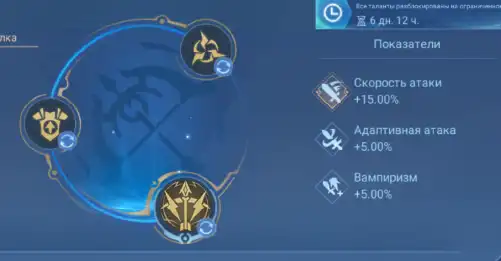 Все таланты разблокированы на ограниченное
6 дн. 12 ч.
лка
Показатели
Скорость атаки
+15.00%
Адаптивная атака
+5.00%
Вампиризм
+5.00%